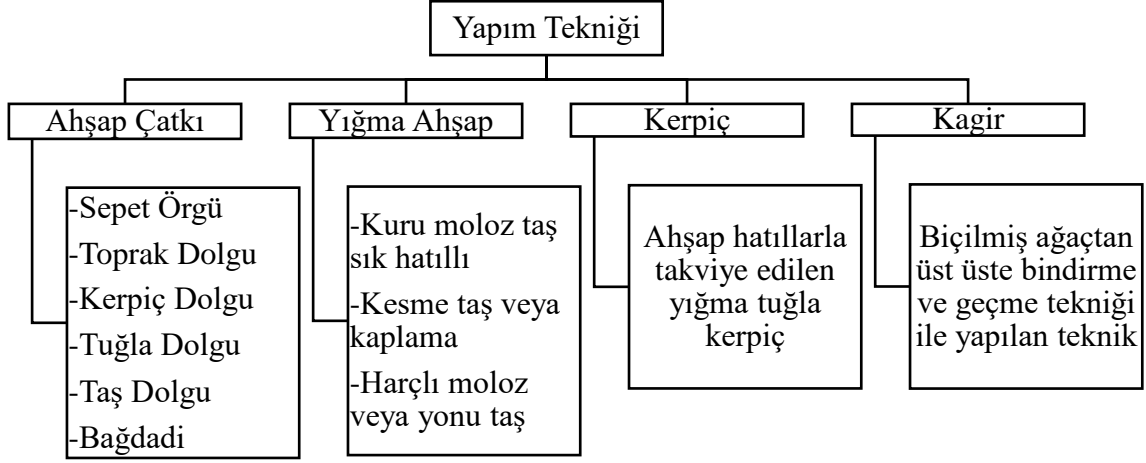 Yapım Tekniği
Ahşap Çatkı
Yığma Ahşap
Kerpiç
Kagir
-Sepet Örgü
-Toprak Dolgu
-Kerpiç Dolgu
-Tuğla Dolgu
-Taş Dolgu
-Bağdadi
-Kuru moloz taş
sık hatıllı
-Kesme taş veya
kaplama
-Harçlı moloz
veya yonu taş
Ahşap hatıllarla
takviye edilen
yığma tuğla
kerpiç
Biçilmiş ağaçtan
üst üste bindirme
ve geçme tekniği
ile yapılan teknik